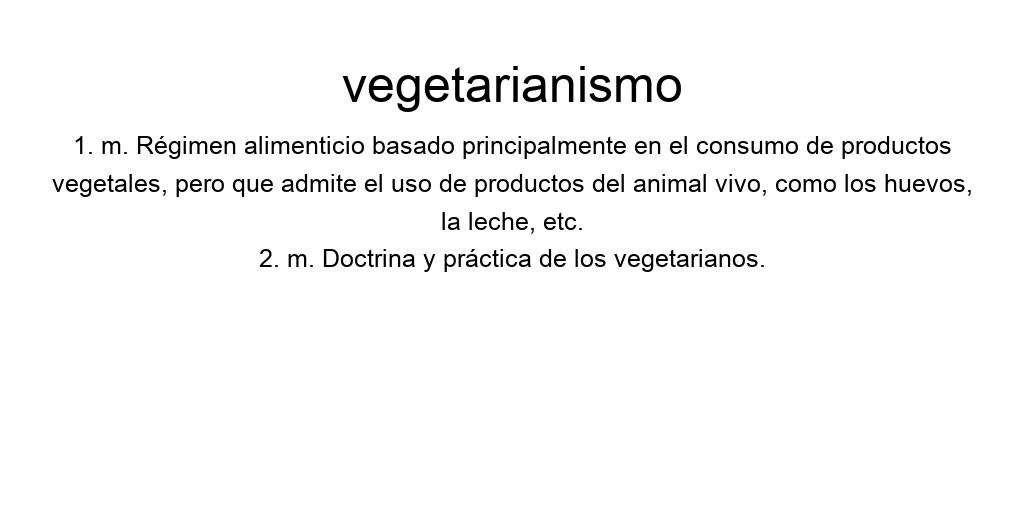 vegetarianismo
1. m. Régimen alimenticio basado principalmente en el consumo de productos
vegetales, pero que admite el uso de productos del animal vivo, como los huevos,
la leche, etc.
2. m. Doctrina y práctica de los vegetarianos.